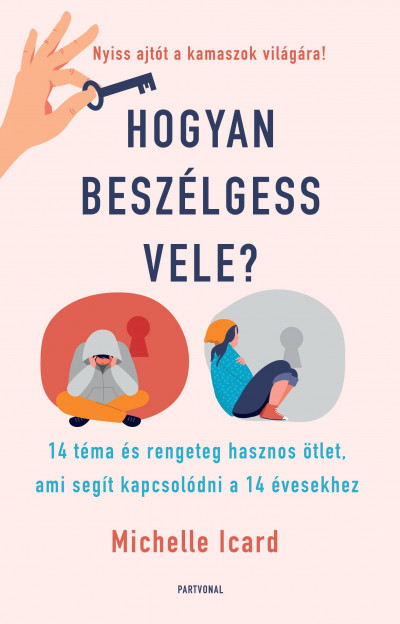 Nyiss ajtót a kamaszok világára!
HOGYAN
BESZÉLGESS
VELE?
14 téma és rengeteg hasznos ötlet,
ami segít kapcsolódni a 14 évesekhez
Michelle Icard
PARTVONAL